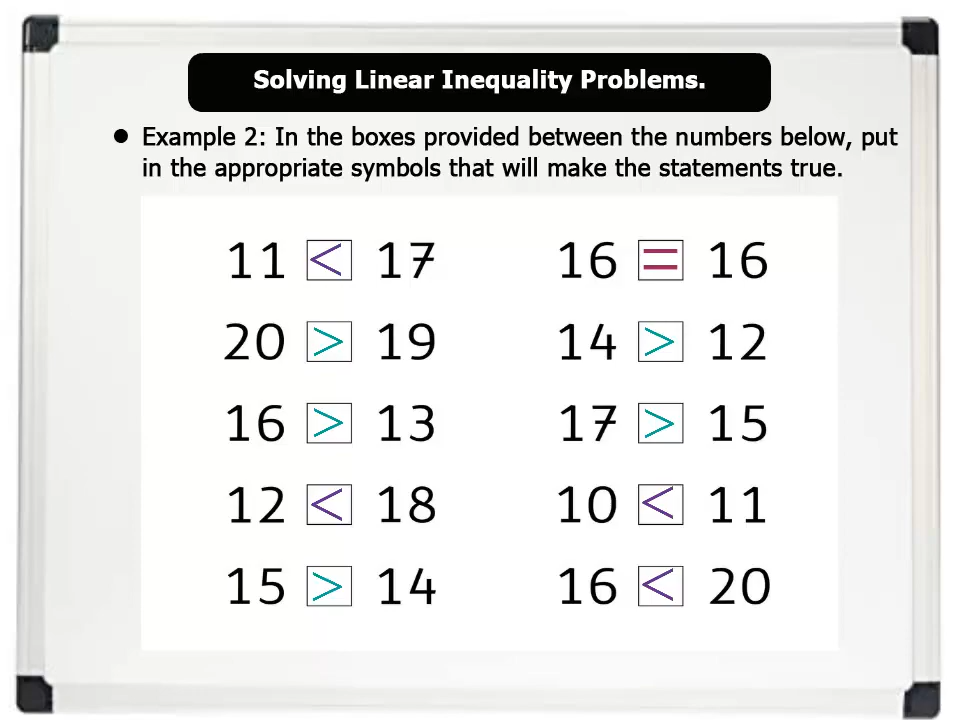 Solving Linear Inequality Problems.
● Example 2: In the boxes provided between the numbers below, put
in the appropriate symbols that will make the statements true.
11 < 17 16 = 16
20 > 19 14 > 12
16 > 13 17 > 15
12 < 18 10 < 11
15 > 14 16 < 20